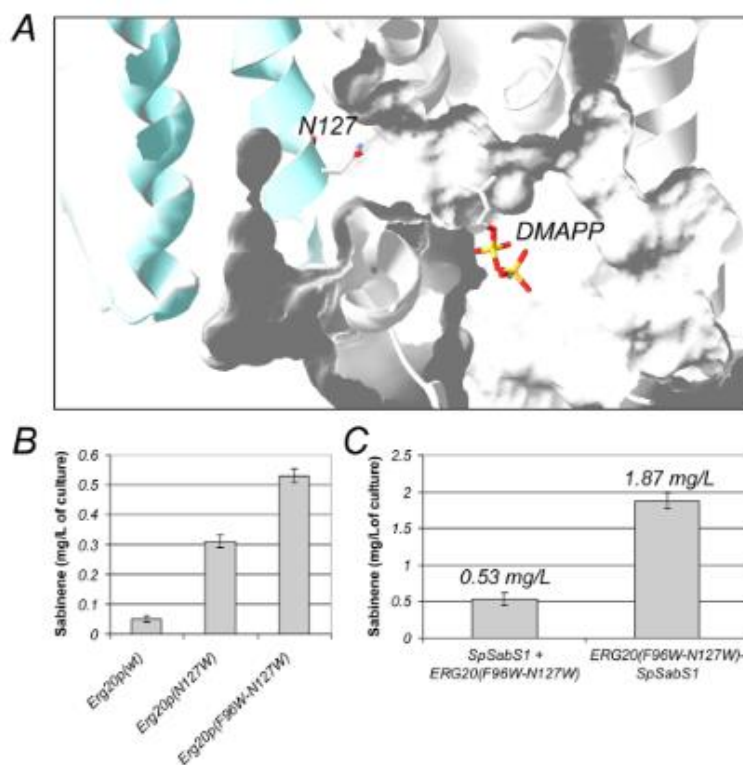 A
N127
DMAPP
B
Sabinene (mg/L of culture)
0.6
0.5
0.4
0.3
0.2
0.1
0
Erg20p(wt)
Erg20p(N127W)
Erg20p(F96W-N127W)
C
Sabinene (mg/Lof culture)
2.5
2
1.5
1
0.5
0
0.53 mg/L
1.87 mg/L
SpSabS1 +
ERG20(F96W-N127W)
ERG20(F96W-N127W)-
SpSabS1